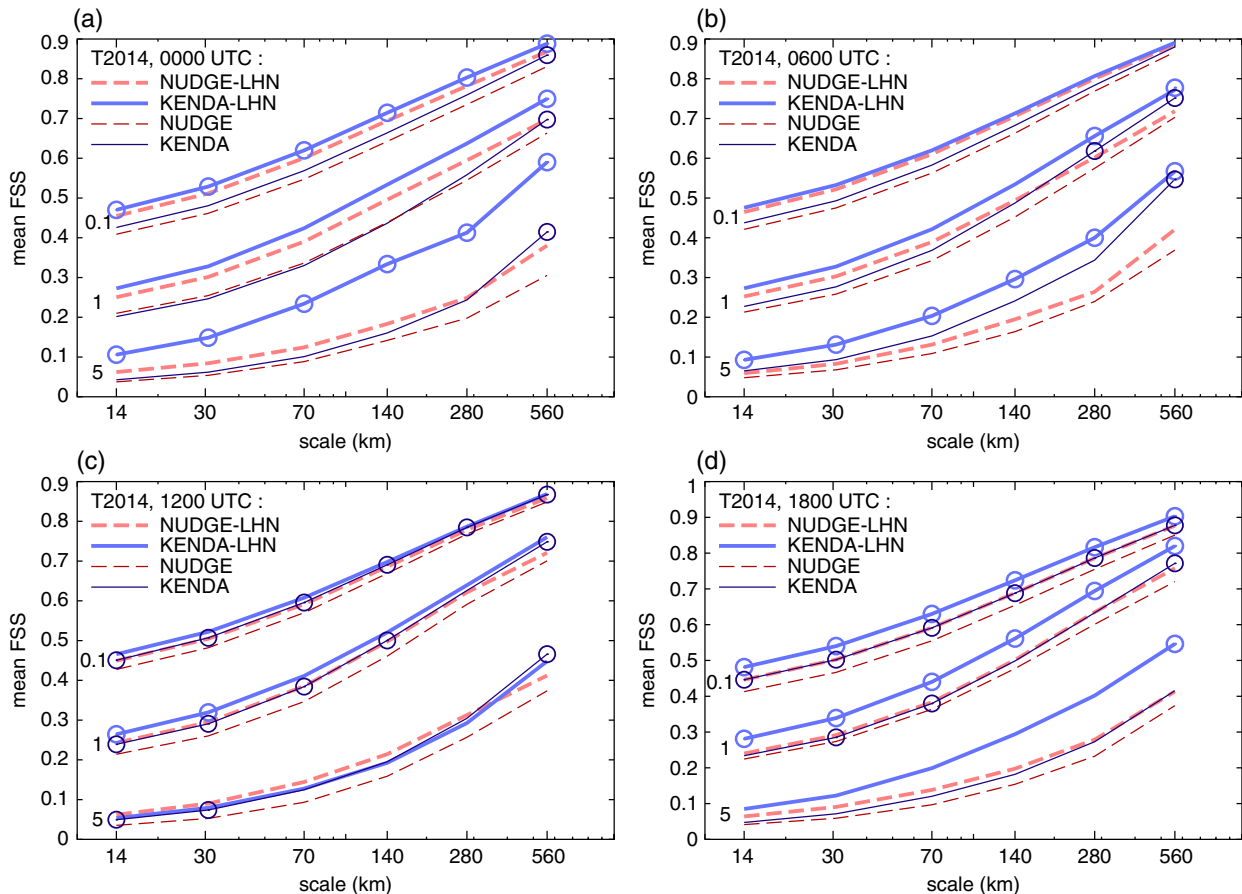 (a)
T2014, 0000 UTC :
NUDGE-LHN
KENDA-LHN
NUDGE
KENDA
mean FSS
0.9
0.8
0.7
0.6
0.5
0.4
0.3
0.2
0.1
0
0.1
1
5
14 30 70 140 280 560
scale (km)
(b)
T2014, 0600 UTC :
NUDGE-LHN
KENDA-LHN
NUDGE
KENDA
mean FSS
0.9
0.8
0.7
0.6
0.5
0.4
0.3
0.2
0.1
0
0.1
1
5
14 30 70 140 280 560
scale (km)
(c)
T2014, 1200 UTC :
NUDGE-LHN
KENDA-LHN
NUDGE
KENDA
mean FSS
0.9
0.8
0.7
0.6
0.5
0.4
0.3
0.2
0.1
0
0.1
1
5
14 30 70 140 280 560
scale (km)
(d)
T2014, 1800 UTC :
NUDGE-LHN
KENDA-LHN
NUDGE
KENDA
mean FSS
1
0.9
0.8
0.7
0.6
0.5
0.4
0.3
0.2
0.1
0
0.1
1
5
14 30 70 140 280 560
scale (km)